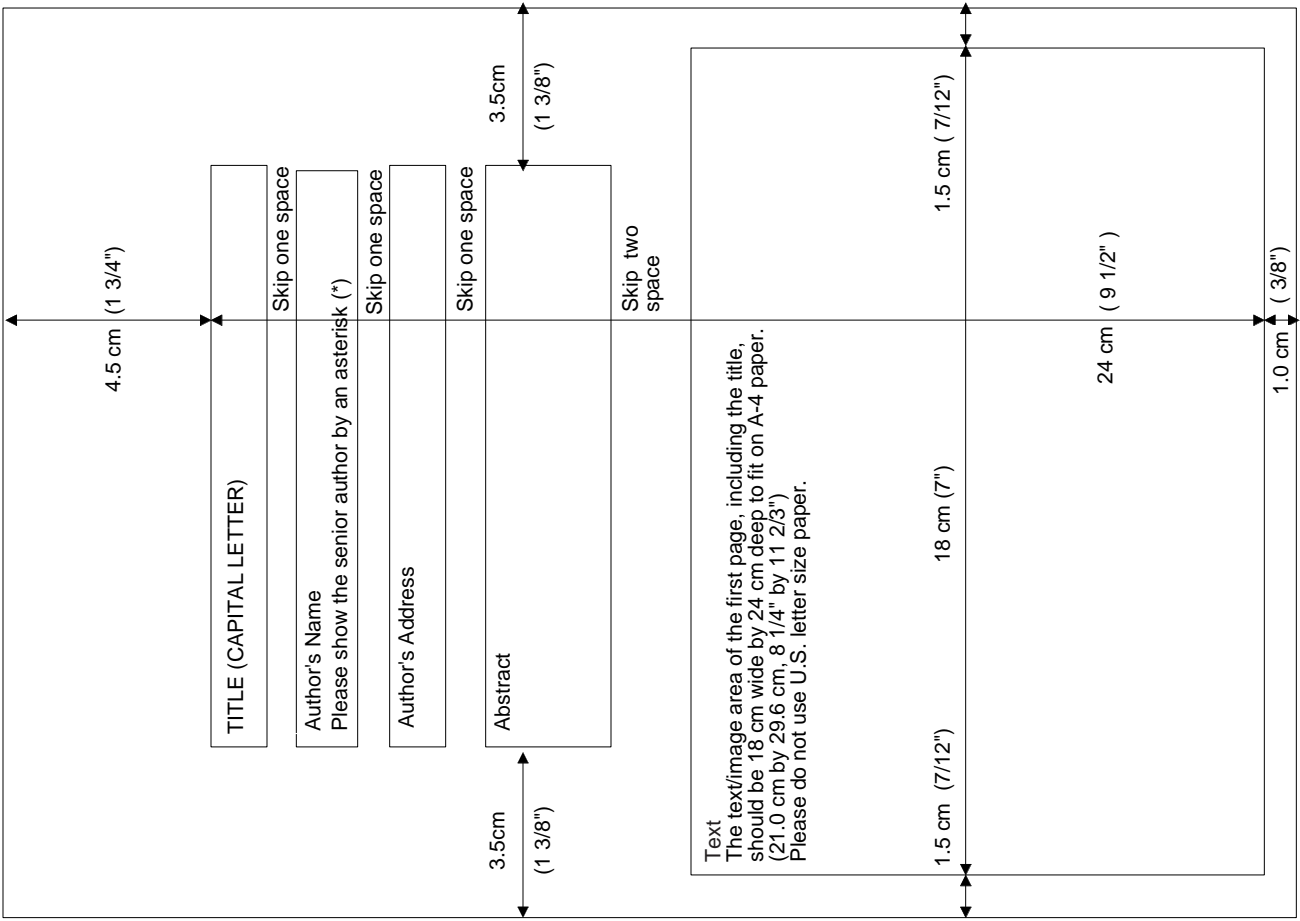 4.5 cm (1 3/4")
TITLE (CAPITAL LETTER)
Skip one space
Author's Name
Please show the senior author by an asterisk (*)
Skip one space
Author's Address
Skip one space
3.5cm
(1 3/8")
Abstract
3.5cm
(1 3/8")
Skip two
space
Text
The text/image area of the first page, including the title,
should be 18 cm wide by 24 cm deep to fit on A-4 paper.
(21.0 cm by 29.6 cm, 8 1/4" by 11 2/3")
Please do not use U.S. letter size paper.
1.5 cm (7/12")
18 cm (7")
1.5 cm ( 7/12")
24 cm ( 9 1/2" )
1.0 cm ( 3/8")